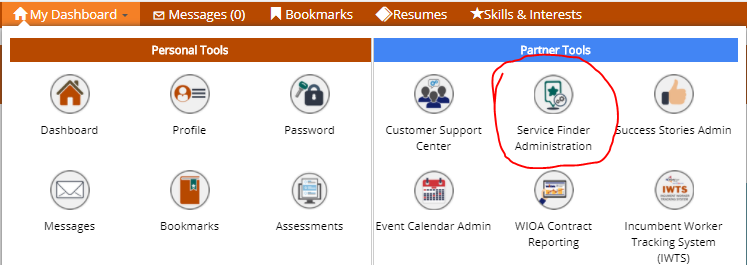 My Dashboard Messages (0) Bookmarks Resumes Skills & Interests
Personal Tools Partner Tools
Dashboard Profile Password Customer Support Center Service Finder Administration Success Stories Admin
Messages Bookmarks Assessments Event Calendar Admin WIOA Contract Reporting IWTS Incumbent Worker Tracking System (IWTS)